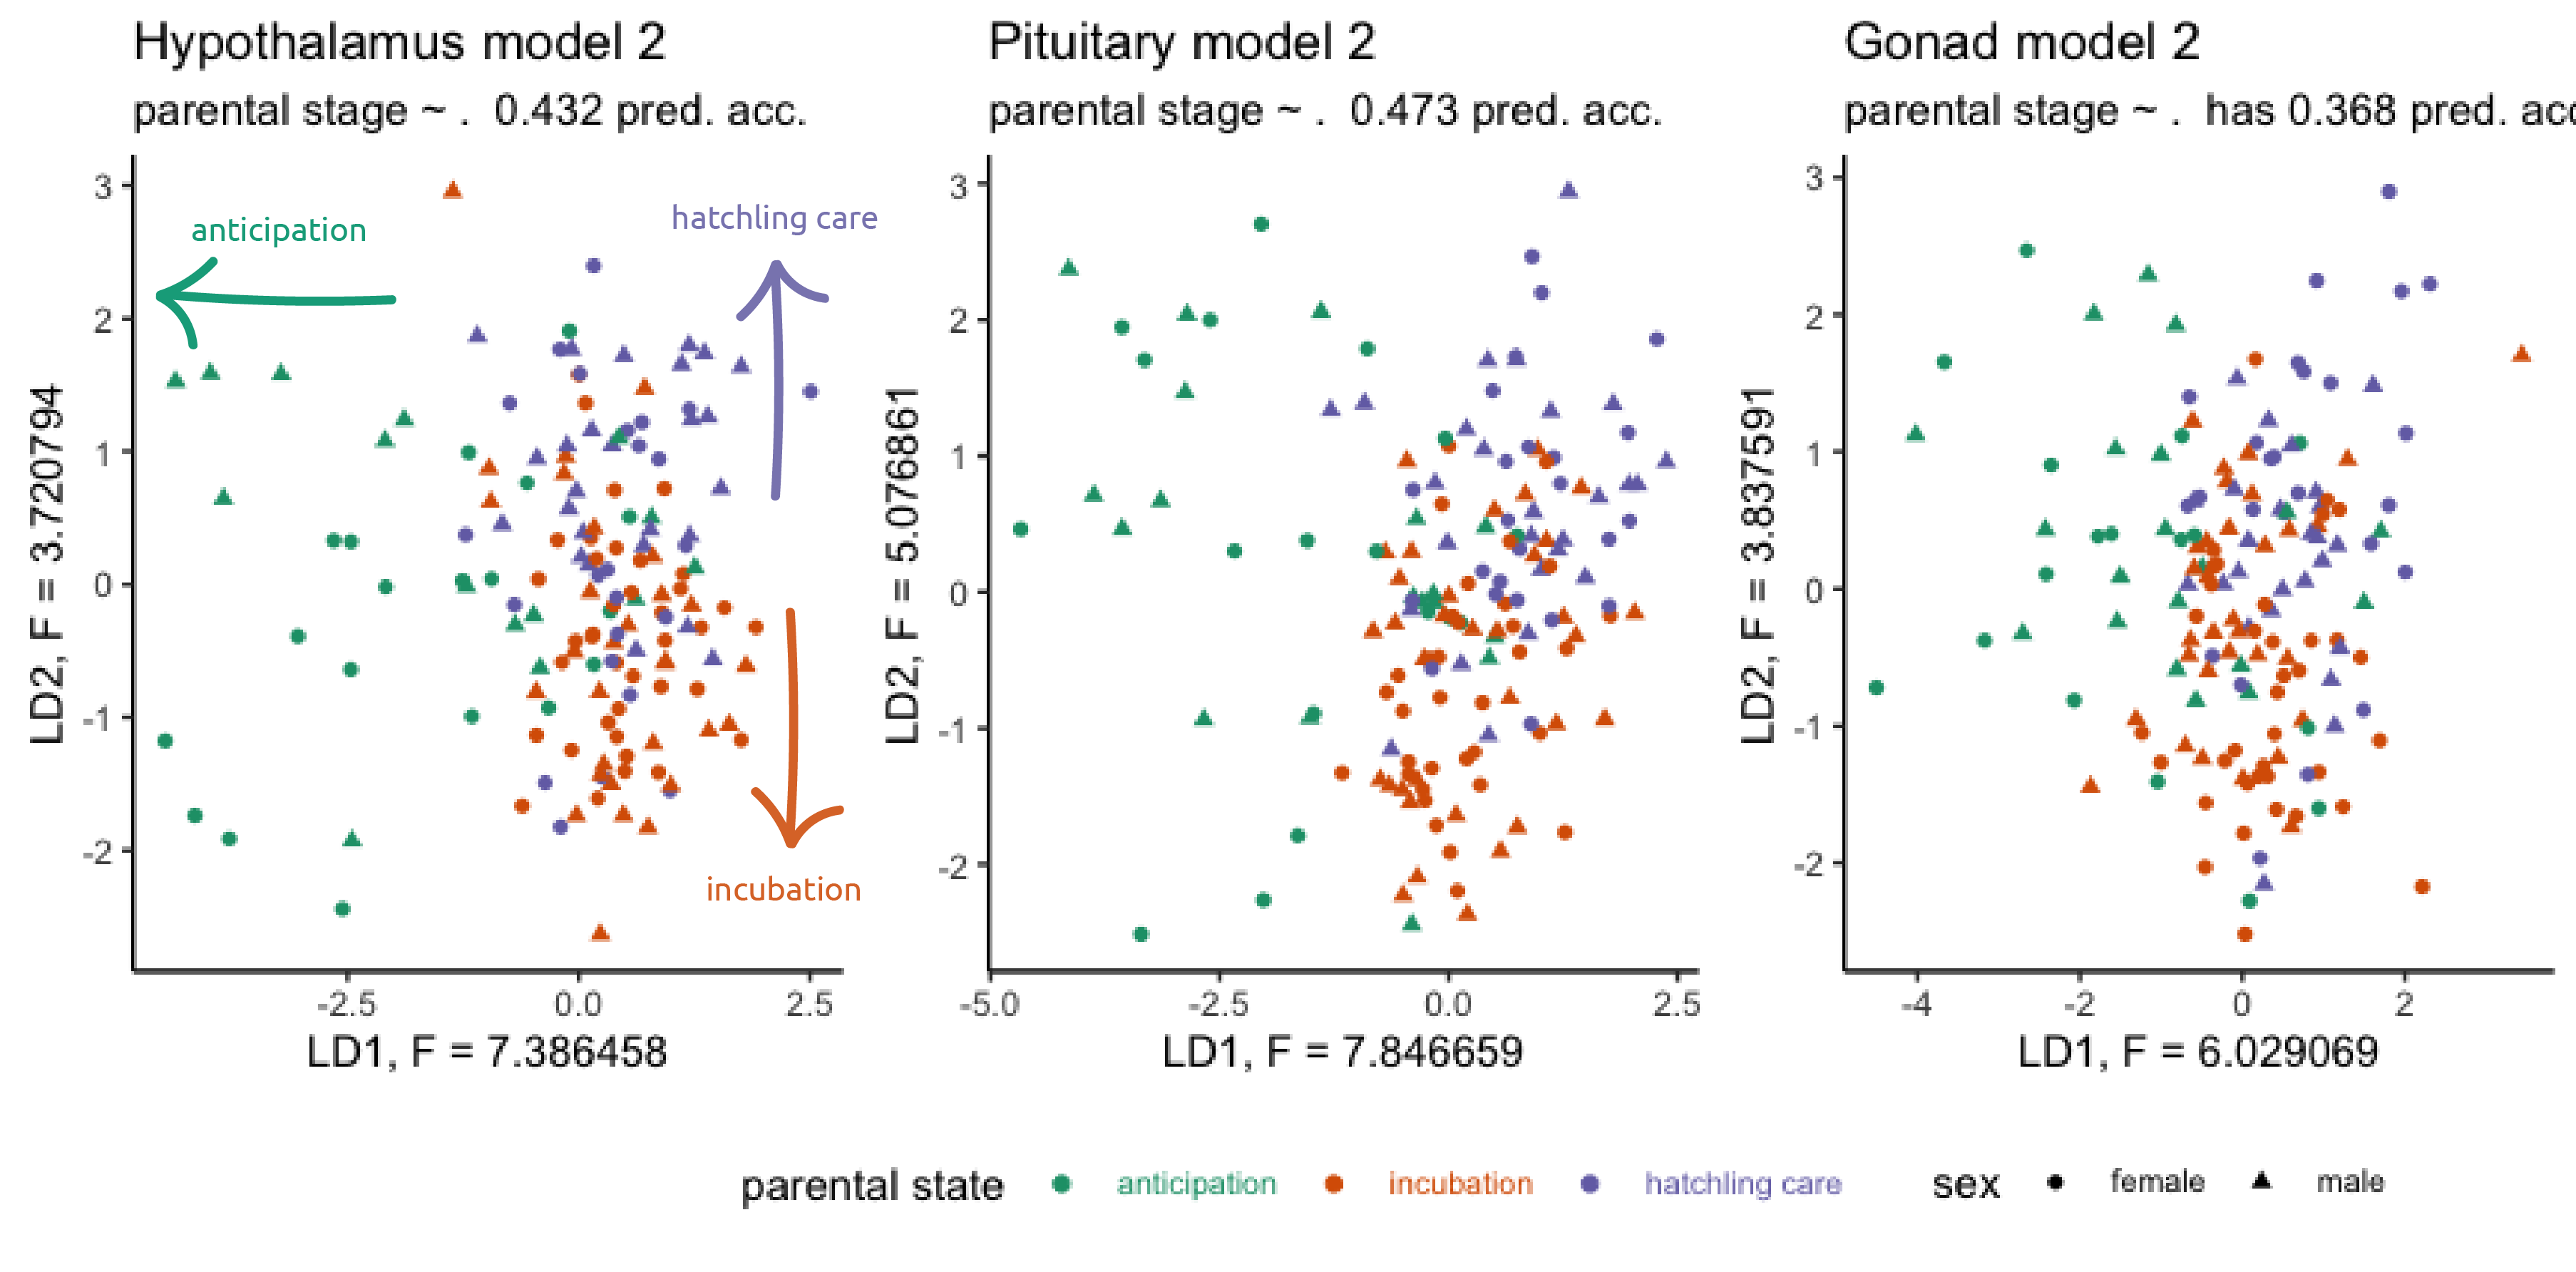 Hypothalamus model 2
parental stage ~ .  0.432 pred. acc.
3
2
1
0
-1
-2
LD2, F = 3.720794
anticipation
hatchling care
incubation
-2.5
0.0
2.5
LD1, F = 7.386458
Pituitary model 2
parental stage ~ .  0.473 pred. acc.
3
2
1
0
-1
-2
LD2, F = 5.076861
-5.0
-2.5
0.0
2.5
LD1, F = 7.846659
Gonad model 2
parental stage ~ .  has 0.368 pred. acc
3
2
1
0
-1
-2
LD2, F = 3.837591
-4
-2
0
2
LD1, F = 6.029069
parental state anticipation incubation hatchling care sex female male